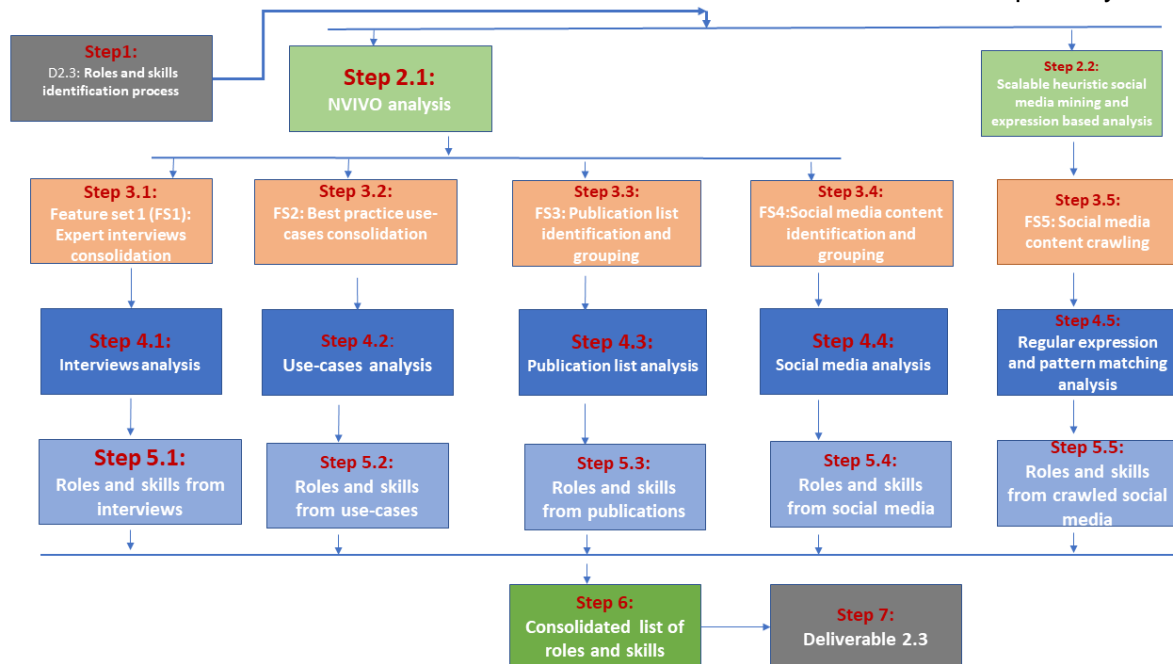 Step1:
D2.3: Roles and skills
identification process
Step 2.1:
NVIVO analysis
Step 2.2:
Scalable heuristic social
media mining and
expression based analysis
Step 3.1:
Feature set 1 (FS1):
Expert interviews
consolidation
Step 3.2:
FS2: Best practice use-
cases consolidation
Step 3.3:
FS3: Publication list
identification and
grouping
Step 3.4:
FS4:Social media content
identification and
grouping
Step 3.5:
FS5: Social media
content crawling
Step 4.1:
Interviews analysis
Step 4.2:
Use-cases analysis
Step 4.3:
Publication list analysis
Step 4.4:
Social media analysis
Step 4.5:
Regular expression
and pattern matching
analysis
Step 5.1:
Roles and skills from
interviews
Step 5.2:
Roles and skills
from use-cases
Step 5.3:
Roles and skills
from publications
Step 5.4:
Roles and skills
from social media
Step 5.5:
Roles and skills
from crawled social
media
Step 6:
Consolidated list of
roles and skills
Step 7:
Deliverable 2.3